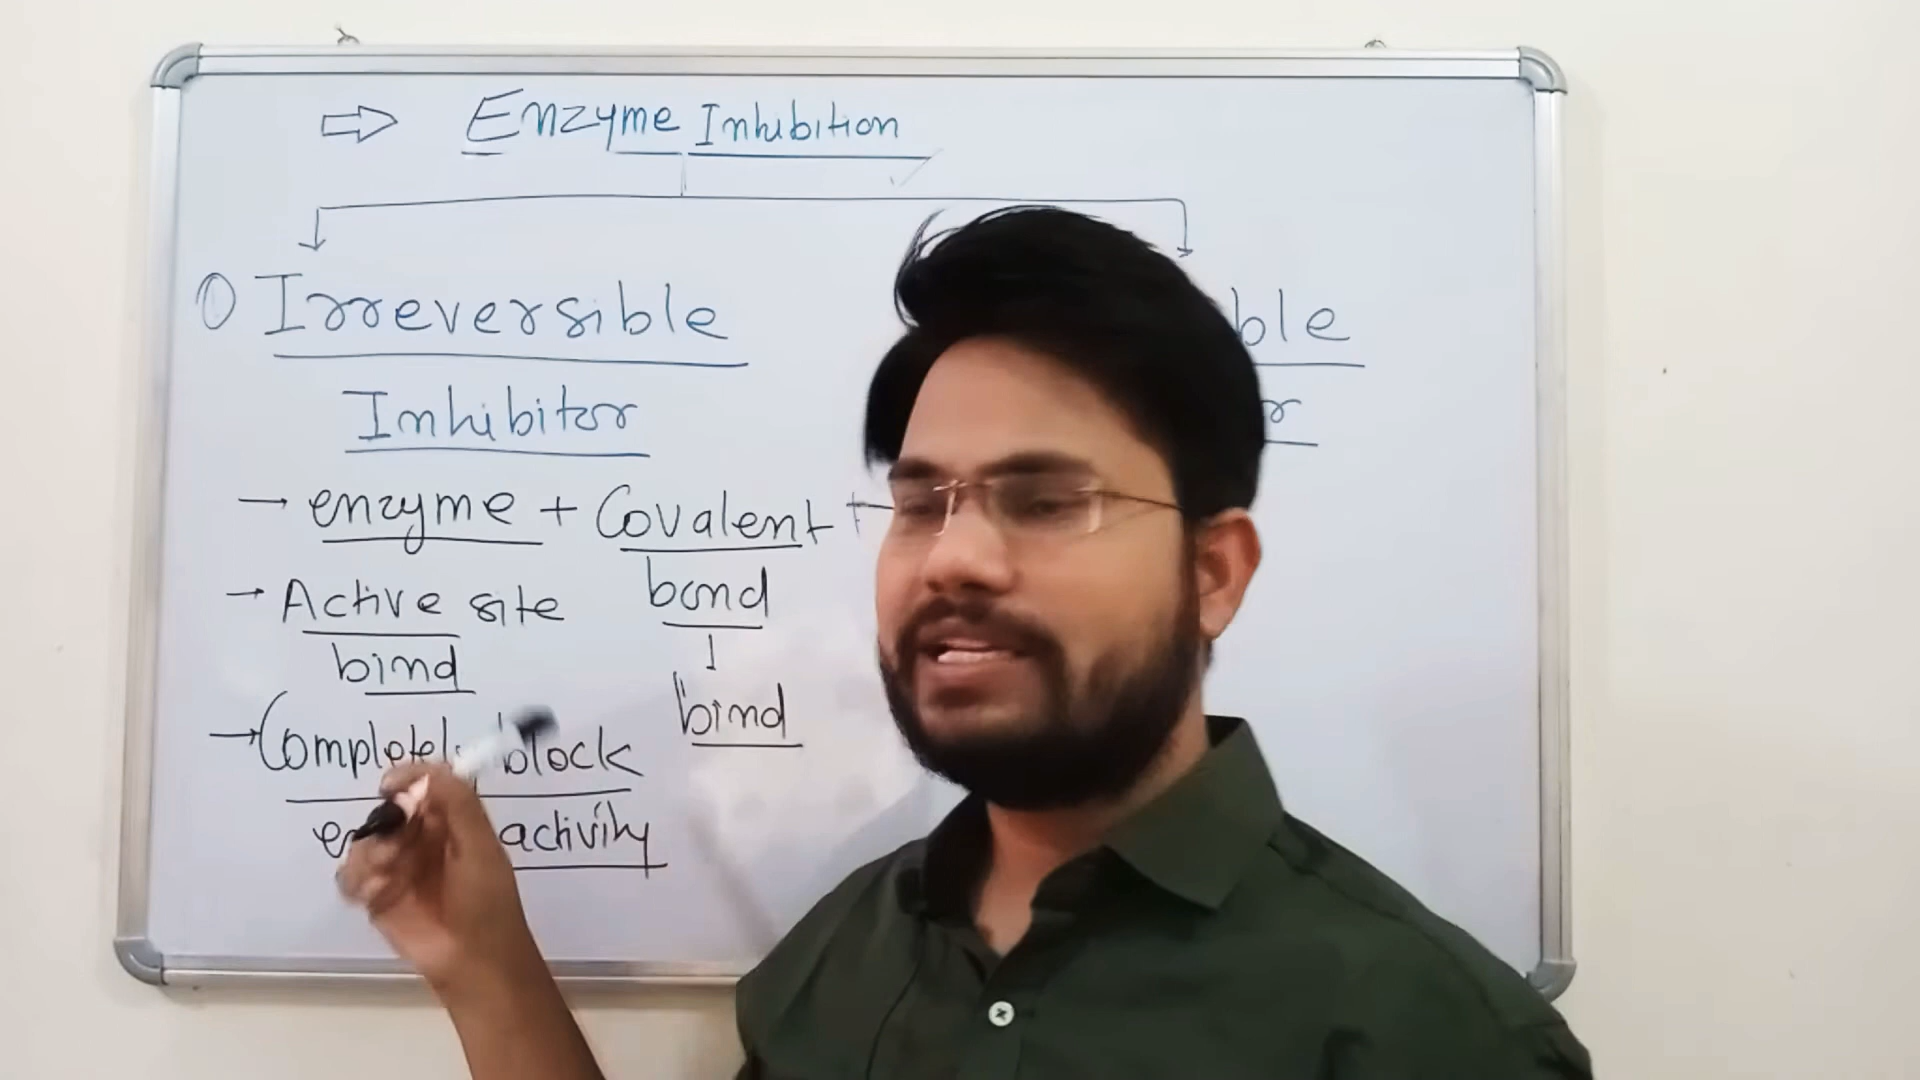 ⇒ Enzyme Inhibition
① Irreversible
Inhibitor
→ enzyme + Covalent +
bond
↓
bind
→ Active site
bind
→ Completely block
activity
ble
r